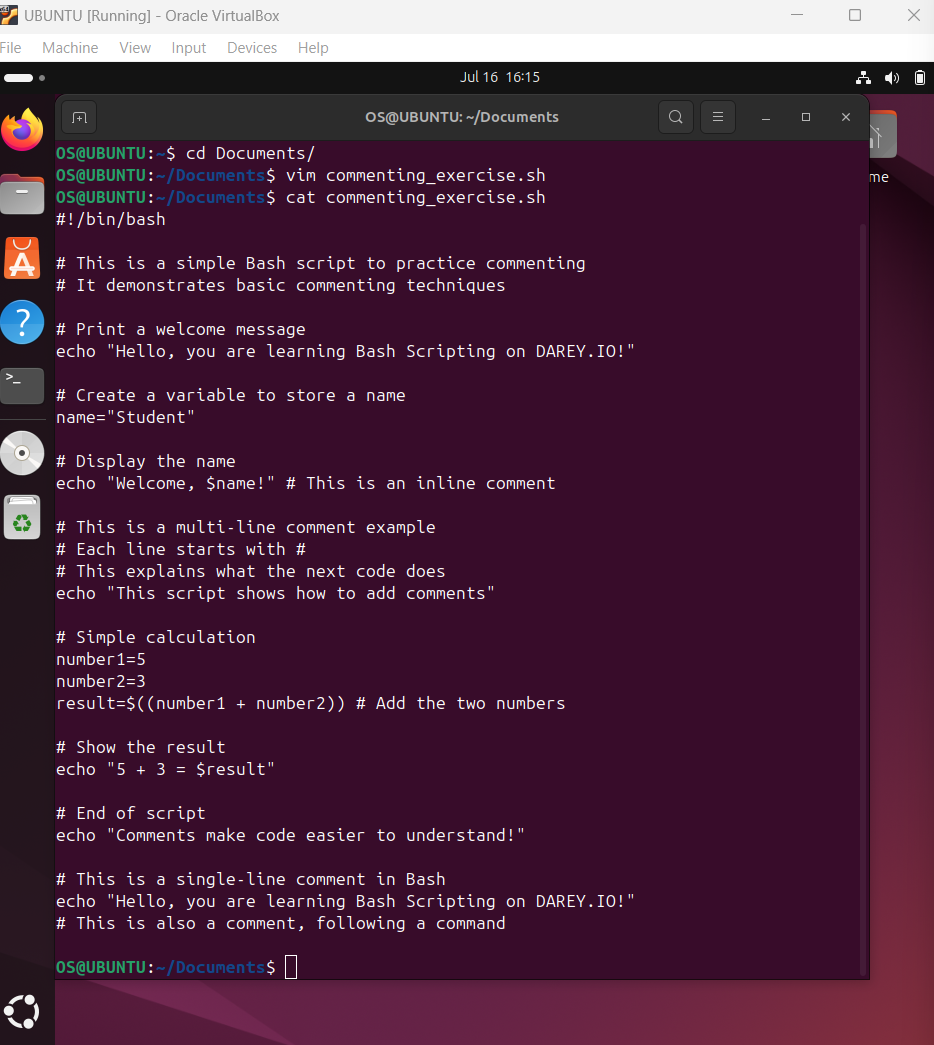 UBUNTU [Running] - Oracle VirtualBox
File Machine View Input Devices Help
Jul 16 16:15
OS@UBUNTU: ~/Documents
me
OS@UBUNTU:~$ cd Documents/
OS@UBUNTU:~/Documents$ vim commenting_exercise.sh
OS@UBUNTU:~/Documents$ cat commenting_exercise.sh
#!/bin/bash
# This is a simple Bash script to practice commenting
# It demonstrates basic commenting techniques
# Print a welcome message
echo "Hello, you are learning Bash Scripting on DAREY.IO!"
# Create a variable to store a name
name="Student"
# Display the name
echo "Welcome, $name!" # This is an inline comment
# This is a multi-line comment example
# Each line starts with #
# This explains what the next code does
echo "This script shows how to add comments"
# Simple calculation
number1=5
number2=3
result=$((number1 + number2)) # Add the two numbers
# Show the result
echo "5 + 3 = $result"
# End of script
echo "Comments make code easier to understand!"
# This is a single-line comment in Bash
echo "Hello, you are learning Bash Scripting on DAREY.IO!"
# This is also a comment, following a command
OS@UBUNTU:~/Documents$